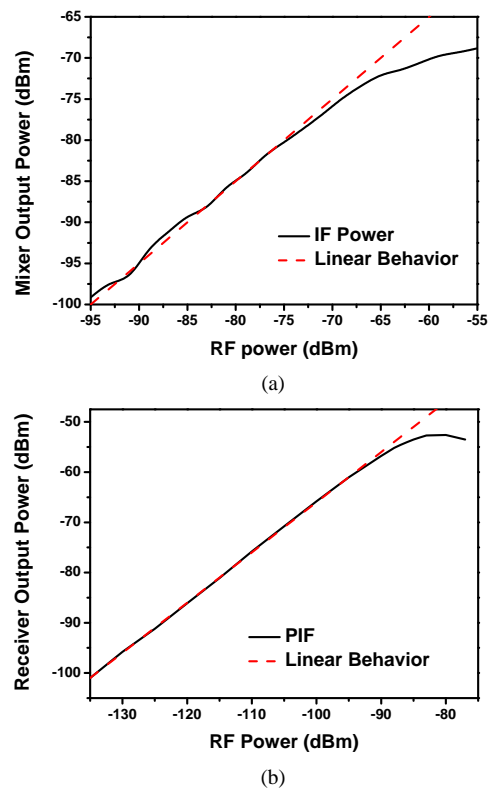 Mixer Output Power (dBm)
-65
-70
-75
-80
-85
-90
-95
-100
IF Power
Linear Behavior
-95 -90 -85 -80 -75 -70 -65 -60 -55
RF power (dBm)
(a)
Receiver Output Power (dBm)
-50
-60
-70
-80
-90
-100
PIF
Linear Behavior
-130 -120 -110 -100 -90 -80
RF Power (dBm)
(b)